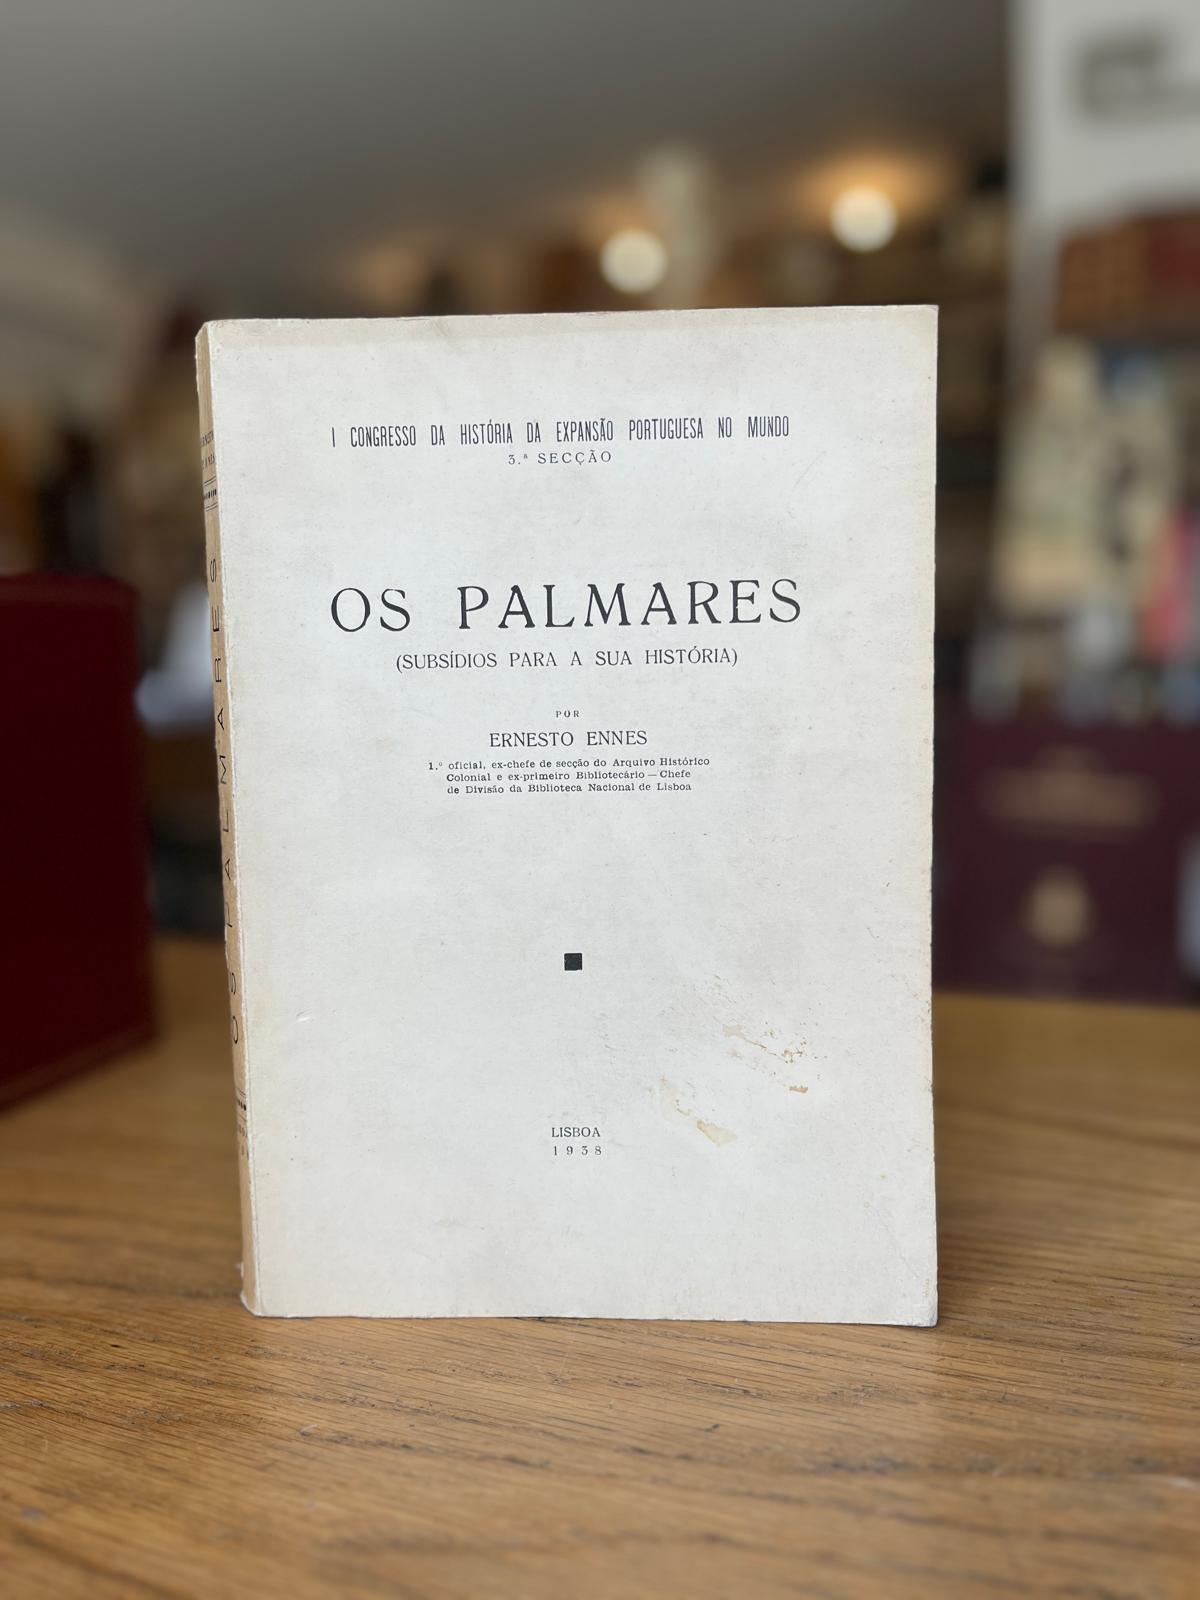 I CONGRESSO DA HISTÓRIA DA EXPANSÃO PORTUGUESA NO MUNDO
3.ª SECÇÃO
OS PALMARES
(SUBSÍDIOS PARA A SUA HISTÓRIA)
POR
ERNESTO ENNES
1.º oficial, ex-chefe de secção do Arquivo Histórico
Colonial e ex-primeiro Bibliotecário — Chefe
de Divisão da Biblioteca Nacional de Lisboa
LISBOA
1938
OS PALMARES